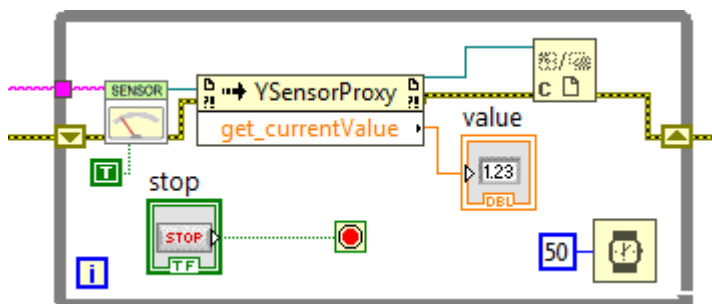 SENSOR
?!
YSensorProxy
?!
get_currentValue
C
value
1.23
DBL
T
stop
STOP
TF
i
50